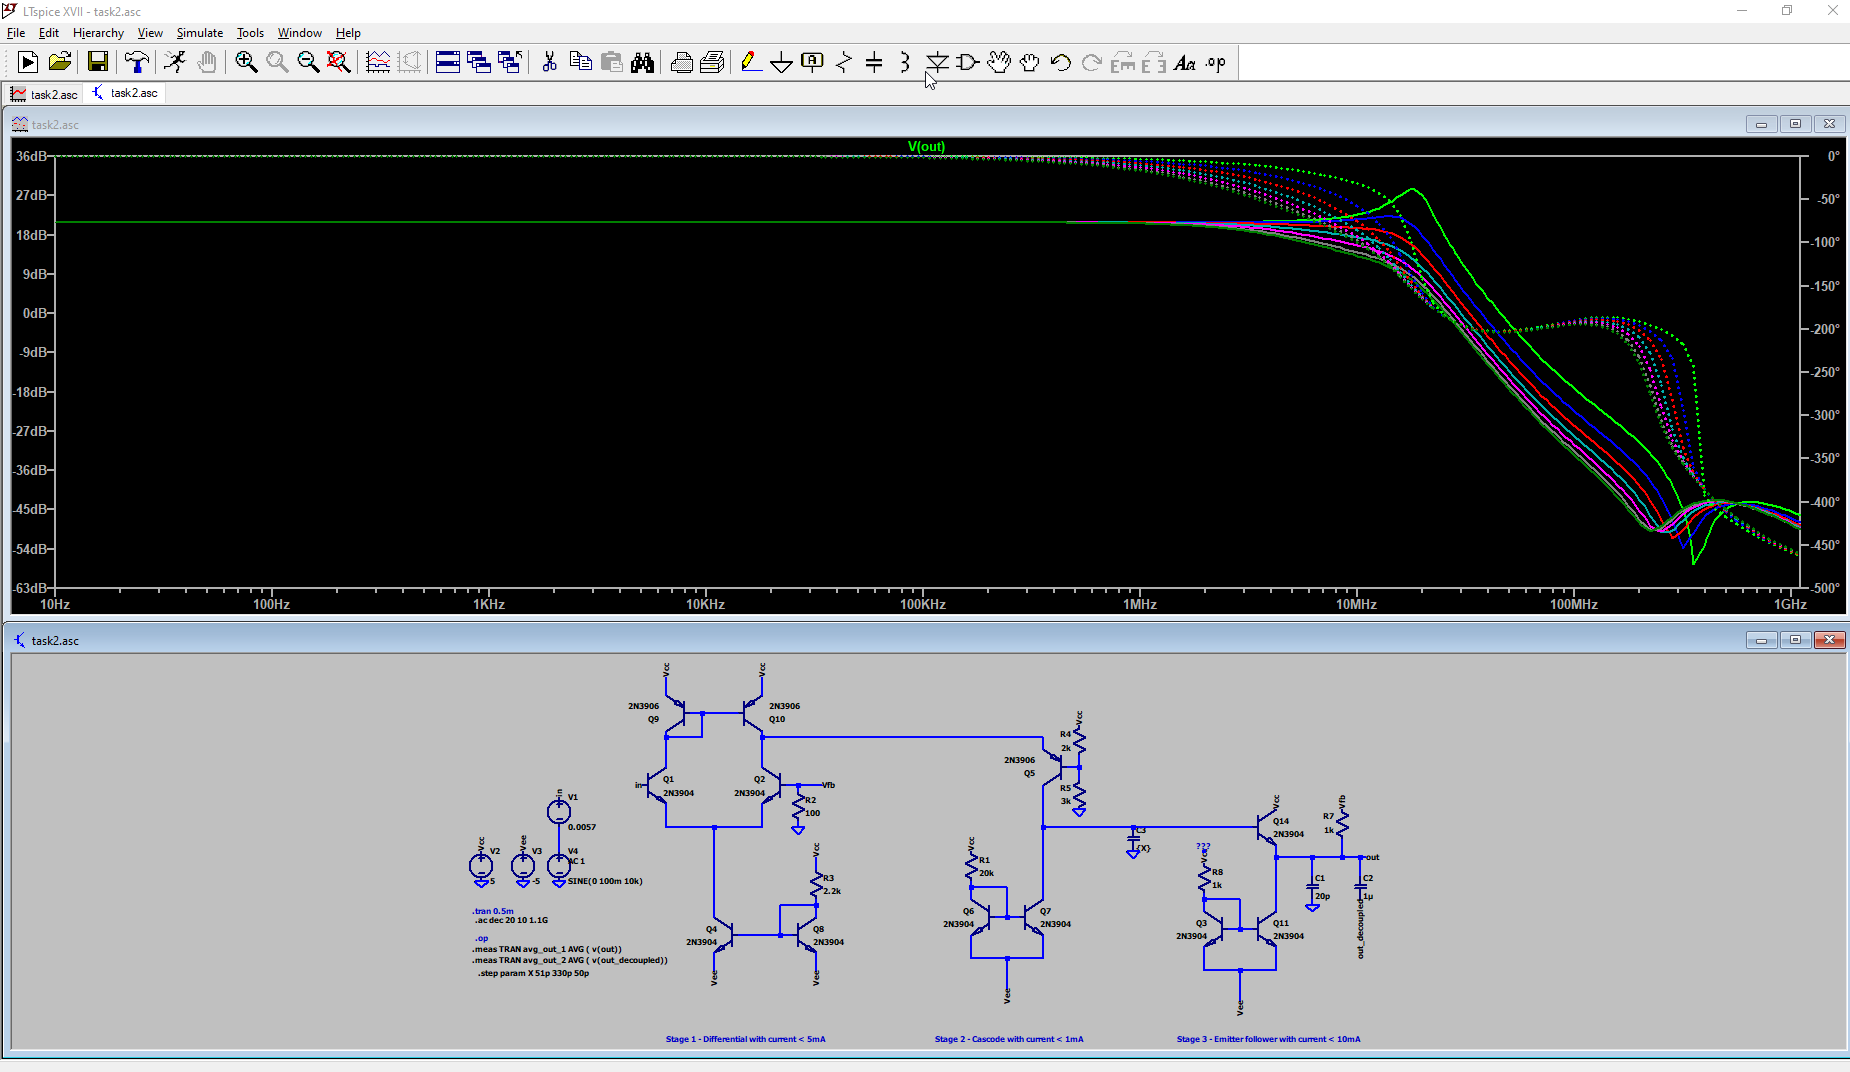 LTspice XVII - task2.asc
File Edit Hierarchy View Simulate Tools Window Help
.op
task2.asc task2.asc
task2.asc
V(out)
36dB
27dB
18dB
9dB
0dB
-9dB
-18dB
-27dB
-36dB
-45dB
-54dB
-63dB
0°
-50°
-100°
-150°
-200°
-250°
-300°
-350°
-400°
-450°
-500°
10Hz 100Hz 1KHz 10KHz 100KHz 1MHz 10MHz 100MHz 1GHz
task2.asc
Vcc
Vcc
2N3906
Q9
2N3906
Q10
in
Q1
2N3904
Q2
2N3904
Vfb
R2
100
in
V1
0.0057
Vcc
V2
5
Vee
V3
-5
V4
AC 1
SINE(0 100m 10k)
Vcc
R3
2.2k
Q4
2N3904
Q8
2N3904
Vee
Vee
.tran 0.5m
.ac dec 20 10 1.1G
.op
.meas TRAN avg_out_1 AVG ( v(out))
.meas TRAN avg_out_2 AVG ( v(out_decoupled))
.step param X 51p 330p 50p
Vcc
R4
2k
2N3906
Q5
R5
3k
Vcc
R1
20k
Q6
2N3904
Q7
2N3904
Vee
C3
{X}
???
Vcc
R8
1k
Q3
2N3904
Q11
2N3904
Vee
Vcc
Q14
2N3904
Vfb
R7
1k
out
C1
20p
C2
1µ
out_decoupled
Stage 1 - Differential with current < 5mA
Stage 2 - Cascode with current < 1mA
Stage 3 - Emitter follower with current < 10mA